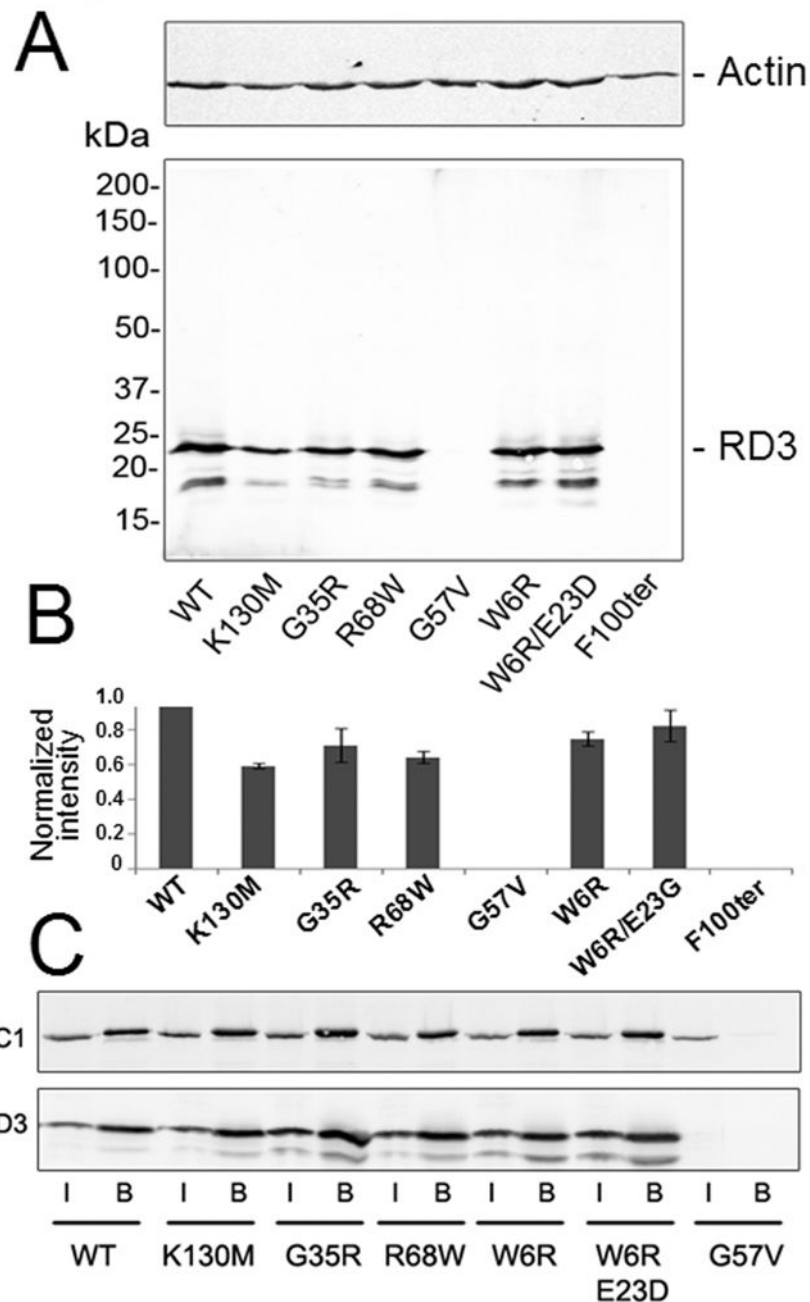 A
- Actin
kDa
200-
150-
100-
50-
37-
25-
20-
15-
- RD3
WT K130M G35R R68W G57V W6R W6R/E23D F100ter
B
Normalized
intensity
1.0
0.8
0.6
0.4
0.2
0
WT K130M G35R R68W G57V W6R W6R/E23G F100ter
C
C1
D3
I B I B I B I B I B I B I B
WT K130M G35R R68W W6R W6R G57V
E23D